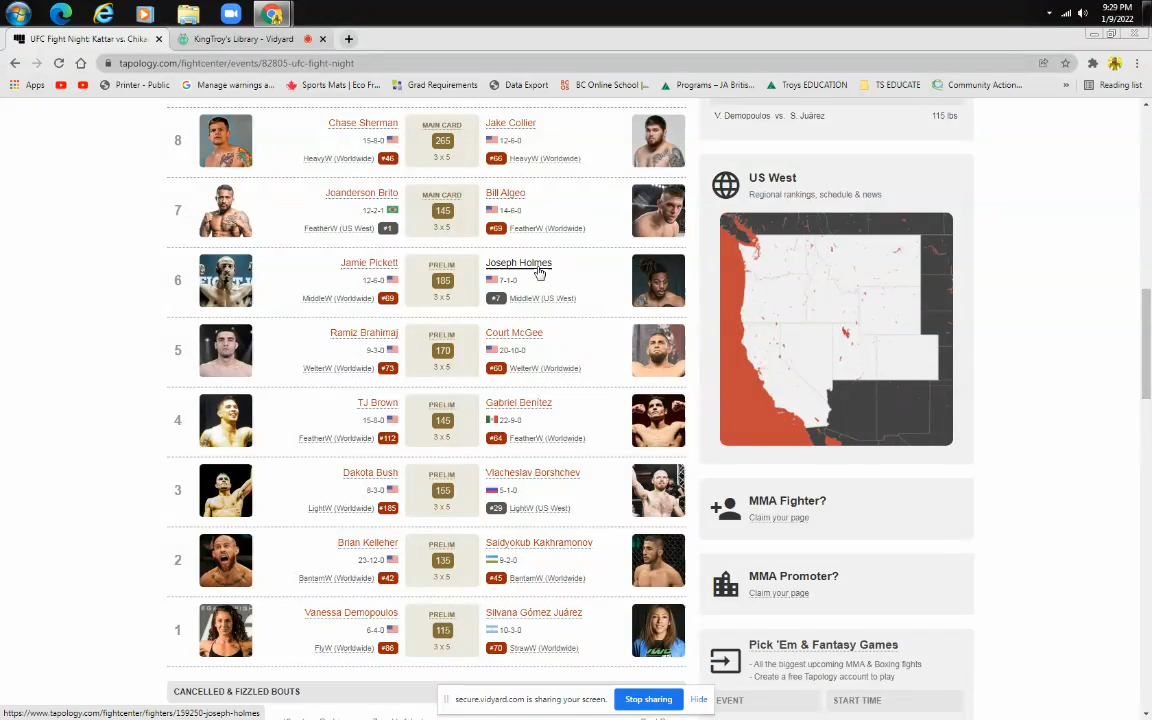 9:29 PM
1/9/2022
UFC Fight Night: Kattar vs. Chika
KingTroy's Library - Vidyard
tapology.com/fightcenter/events/82805-ufc-fight-night
Apps
Printer - Public
Manage warnings a...
Sports Mats | Eco Fr...
Grad Requirements
Data Export
BC Online School |...
Programs – JA Britis...
Troys EDUCATION
TS EDUCATE
Community Action...
Reading list
8
Chase Sherman
15-8-0
HeavyW (Worldwide) #46
MAIN CARD
265
3 x 5
Jake Collier
12-6-0
#66 HeavyW (Worldwide)
7
Joanderson Brito
12-2-1
FeatherW (US West) #1
MAIN CARD
145
3 x 5
Bill Algeo
14-6-0
#69 FeatherW (Worldwide)
6
Jamie Pickett
12-6-0
MiddleW (Worldwide) #69
PRELIM
185
3 x 5
Joseph Holmes
7-1-0
#7 MiddleW (US West)
5
Ramiz Brahimaj
9-3-0
WelterW (Worldwide) #73
PRELIM
170
3 x 5
Court McGee
20-10-0
#60 WelterW (Worldwide)
4
TJ Brown
15-8-0
FeatherW (Worldwide) #112
PRELIM
145
3 x 5
Gabriel Benítez
22-9-0
#64 FeatherW (Worldwide)
3
Dakota Bush
8-3-0
LightW (Worldwide) #185
PRELIM
155
3 x 5
Viacheslav Borshchev
5-1-0
#29 LightW (US West)
2
Brian Kelleher
23-12-0
BantamW (Worldwide) #42
PRELIM
135
3 x 5
Saidyokub Kakhramonov
9-2-0
#45 BantamW (Worldwide)
1
Vanessa Demopoulos
6-4-0
FlyW (Worldwide) #86
PRELIM
115
3 x 5
Silvana Gómez Juárez
10-3-0
#70 StrawW (Worldwide)
CANCELLED & FIZZLED BOUTS
V. Demopoulos vs. S. Juárez
115 lbs
US West
Regional rankings, schedule & news
MMA Fighter?
Claim your page
MMA Promoter?
Claim your page
Pick 'Em & Fantasy Games
- All the biggest upcoming MMA & Boxing fights
- Create a free Tapology account to play
EVENT
START TIME
secure.vidyard.com is sharing your screen.
Stop sharing
Hide
https://www.tapology.com/fightcenter/fighters/159250-joseph-holmes